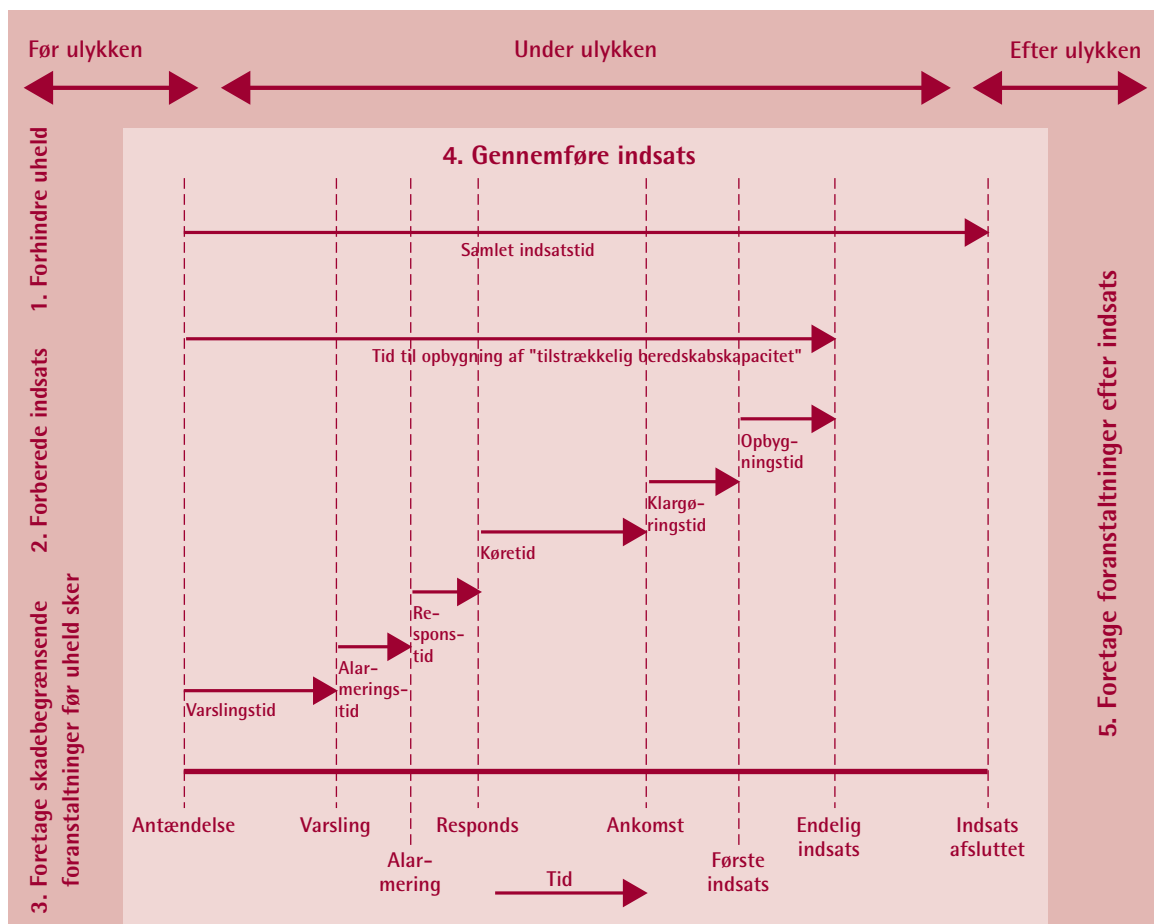 Før ulykken
Under ulykken
Efter ulykken
1. Forhindre uheld
2. Forberede indsats
3. Foretage skadebegrænsende
foranstaltninger før uheld sker
4. Gennemføre indsats
Samlet indsatstid
Tid til opbygning af "tilstrækkelig beredskabskapacitet"
Opbyg-
ningstid
Klargø-
ringstid
Køretid
Re-
spons-
tid
Alar-
merings-
tid
Varslingstid
Antændelse
Varsling
Alar-
mering
Responds
Ankomst
Første
indsats
Endelig
indsats
Indsats
afsluttet
Tid
5. Foretage foranstaltninger efter indsats